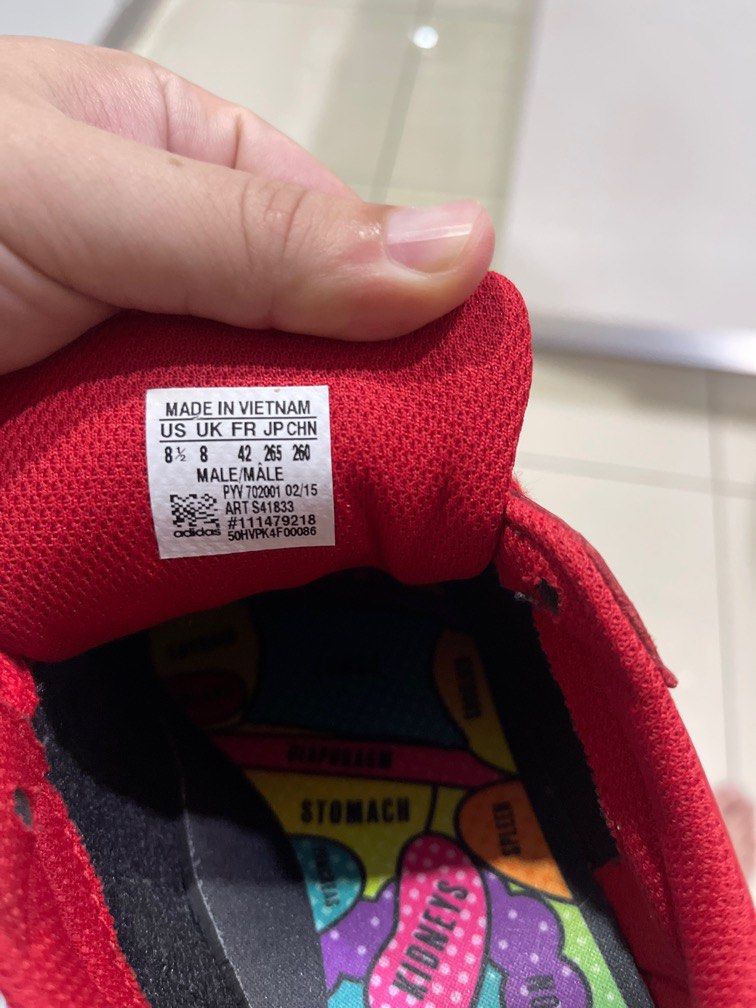 MADE IN VIETNAM
US UK FR JP CHN
8½ 8 42 265 260
MALE/MÂLE
PYV 702001 02/15
ART S41833
#111479218
adidas 50HVPK4F00086
DIAPHRAGM
STOMACH
SPLEEN
KIDNEYS